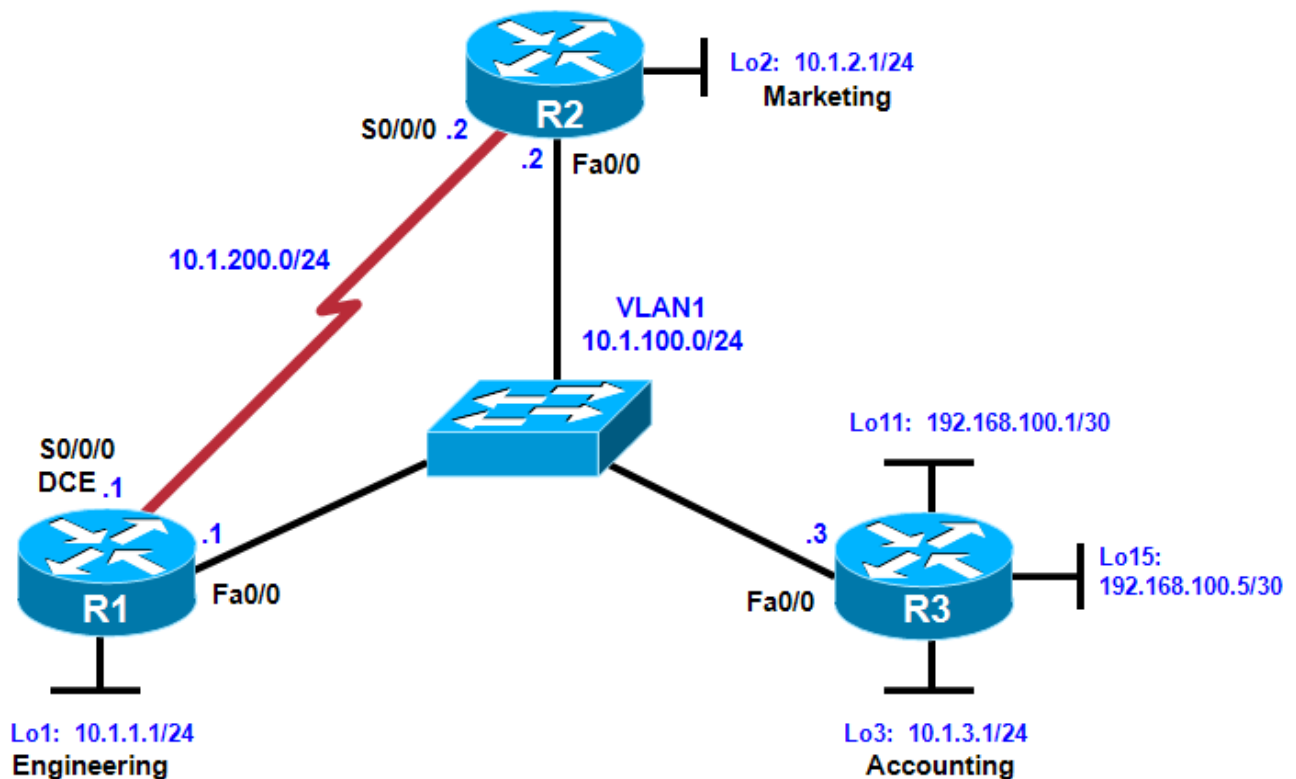 Lo2: 10.1.2.1/24
Marketing
R2
S0/0/0 .2
.2 Fa0/0
10.1.200.0/24
VLAN1
10.1.100.0/24
S0/0/0
DCE .1
.1
Fa0/0
R1
Lo1: 10.1.1.1/24
Engineering
Lo11: 192.168.100.1/30
.3
Fa0/0
R3
Lo15:
192.168.100.5/30
Lo3: 10.1.3.1/24
Accounting